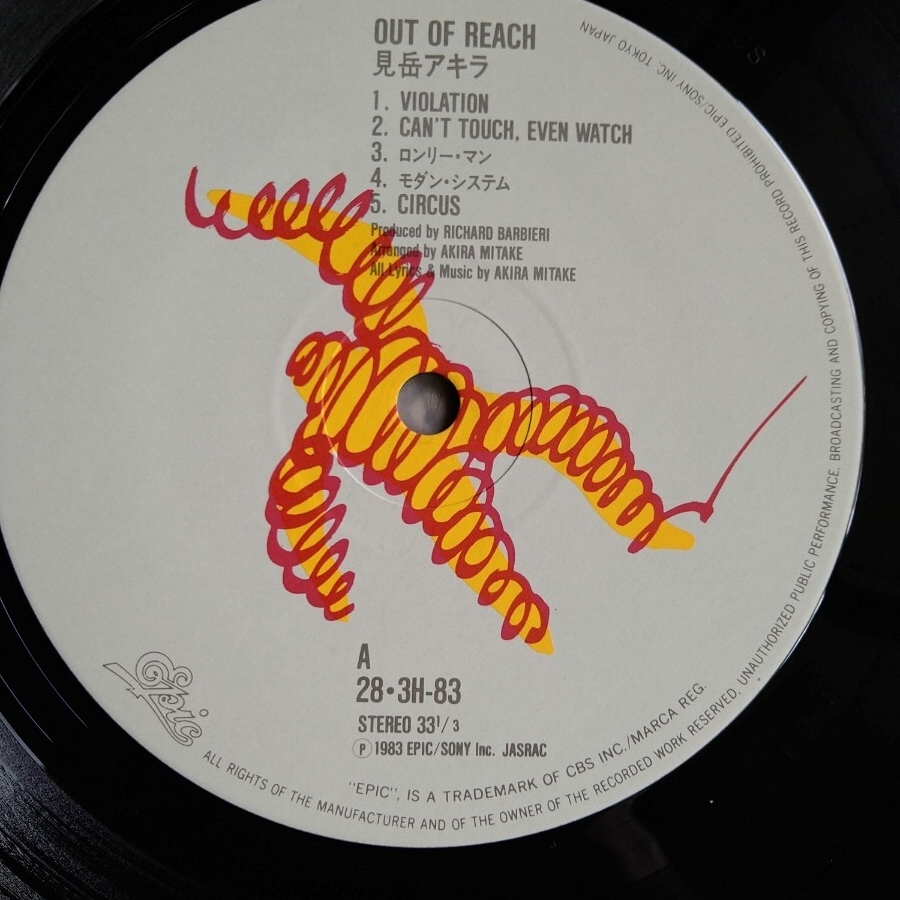 OUT OF REACH
見岳アキラ
1. VIOLATION
2. CAN'T TOUCH, EVEN WATCH
3. ロンリー・マン
4. モダン・システム
5. CIRCUS
Produced by RICHARD BARBIERI
Arranged by AKIRA MITAKE
All Lyrics & Music by AKIRA MITAKE
A
28・3H-83
STEREO 33 1/3
Ⓟ1983 EPIC/SONY Inc. JASRAC
Epic
"EPIC", IS A TRADEMARK OF CBS INC./MARCA REG.
ALL RIGHTS OF THE MANUFACTURER AND OF THE OWNER OF THE RECORDED WORK RESERVED, UNAUTHORIZED PUBLIC PERFORMANCE, BROADCASTING AND COPYING OF THIS RECORD PROHIBITED EPIC/SONY INC. TOKYO JAPAN